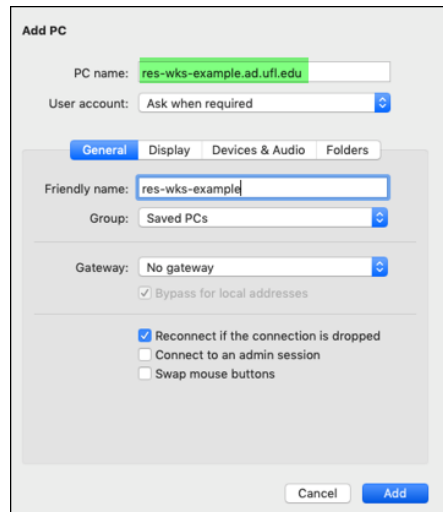 Add PC
PC name: res-wks-example.ad.ufl.edu
User account: Ask when required
General Display Devices & Audio Folders
Friendly name: res-wks-example
Group: Saved PCs
Gateway: No gateway
Bypass for local addresses
Reconnect if the connection is dropped
Connect to an admin session
Swap mouse buttons
Cancel Add